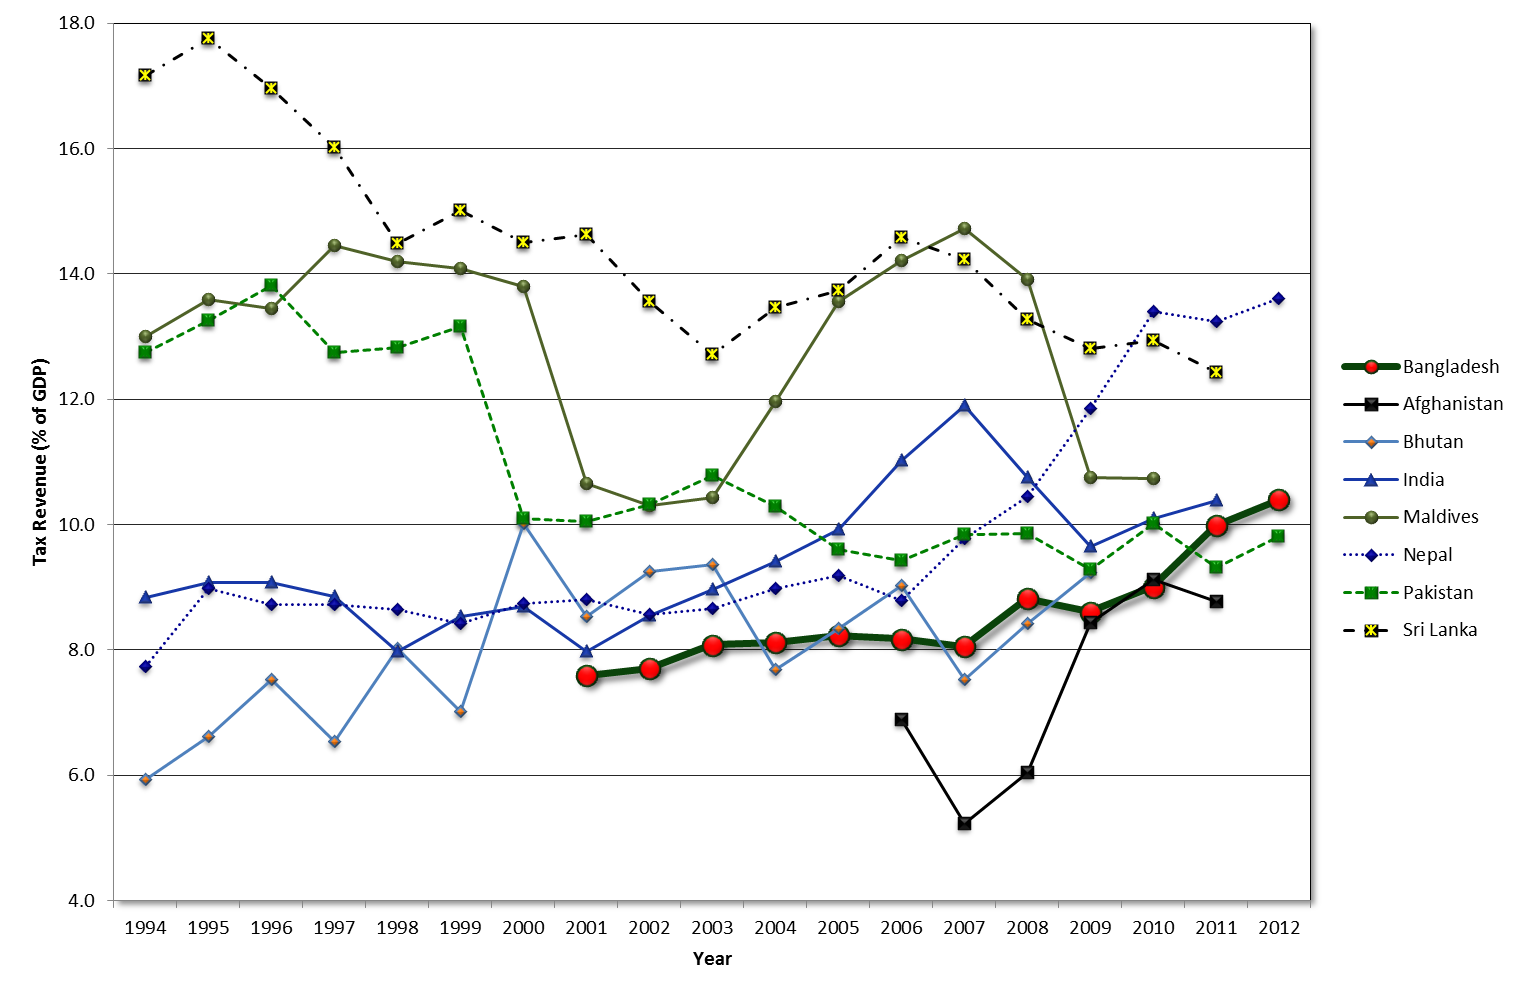 18.0
16.0
14.0
12.0
10.0
8.0
6.0
4.0
Tax Revenue (% of GDP)
1994 1995 1996 1997 1998 1999 2000 2001 2002 2003 2004 2005 2006 2007 2008 2009 2010 2011 2012
Year
Bangladesh
Afghanistan
Bhutan
India
Maldives
Nepal
Pakistan
Sri Lanka